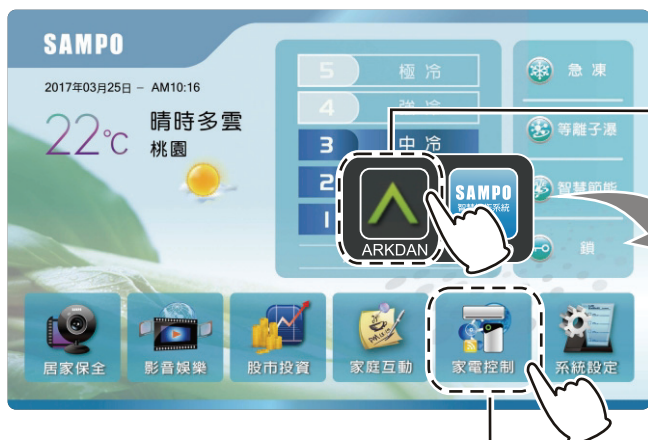 SAMPO
2017年03月25日 - AM10:16
22°C
晴時多雲
桃園
5 極冷
4 強冷
3 中冷
2
1
急凍
等離子瀑
智慧節能
鎖
ARKDAN
SAMPO
居家保全
影音娛樂
股市投資
家庭互動
家電控制
系統設定